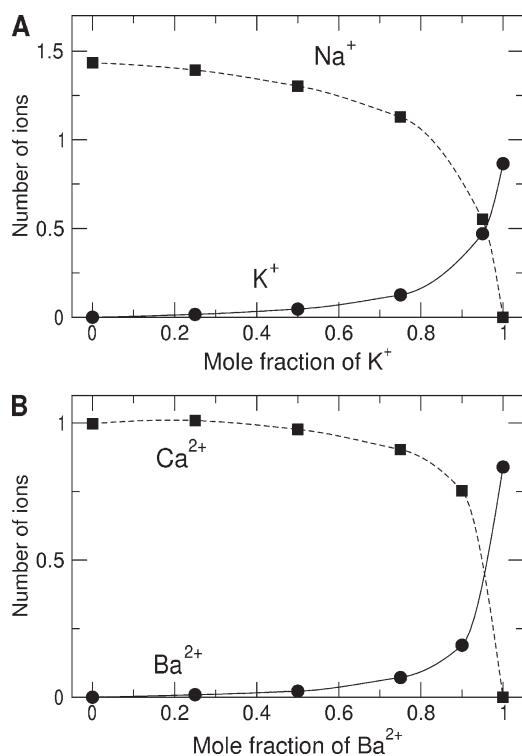 A
Na⁺
1.5
1
0.5
0
Number of ions
K⁺
0 0.2 0.4 0.6 0.8 1
Mole fraction of K⁺
B
1
0.5
0
Number of ions
Ca²⁺
Ba²⁺
0 0.2 0.4 0.6 0.8 1
Mole fraction of Ba²⁺